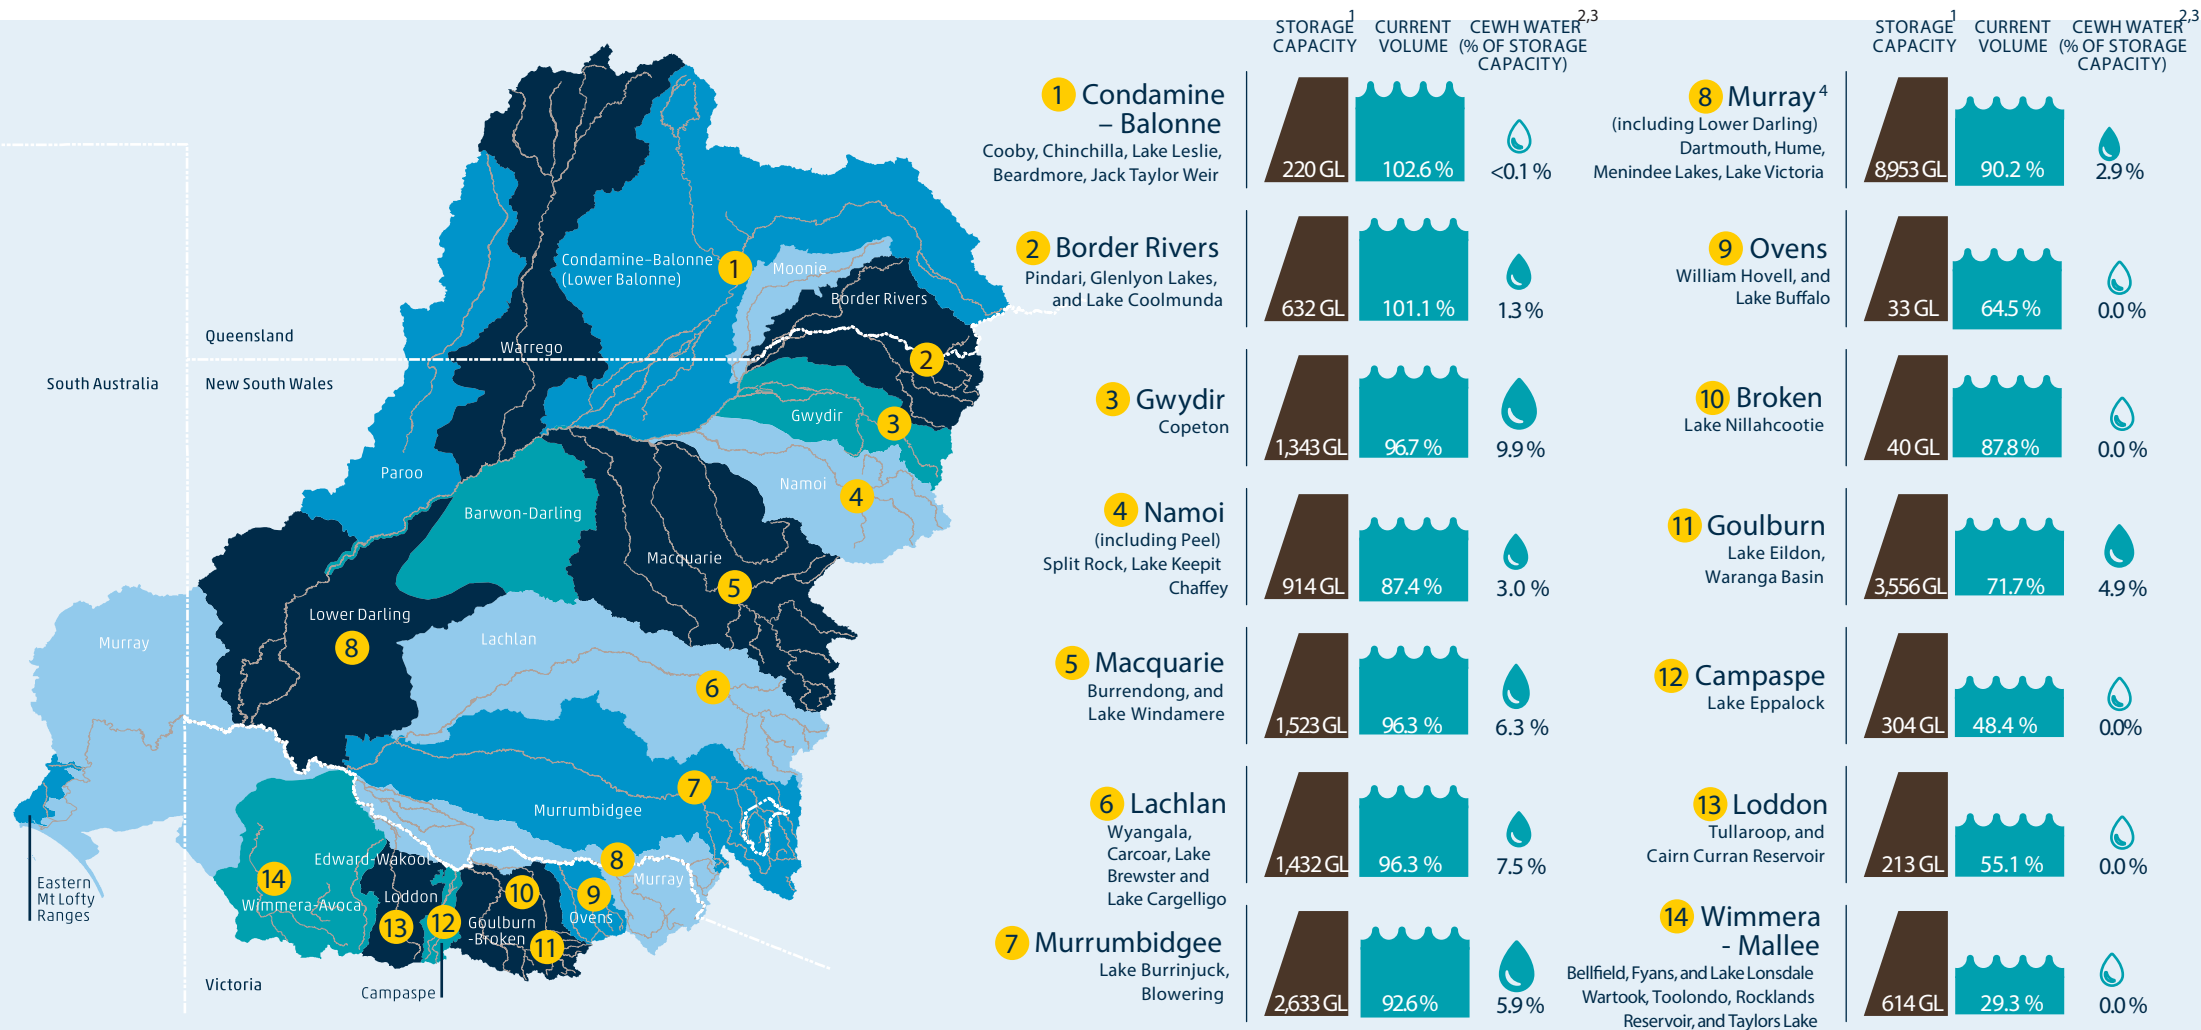 Queensland
South Australia
New South Wales
Condamine–Balonne
(Lower Balonne)
1
Moonie
Border Rivers
Warrego
2
Gwydir
3
Paroo
Namoi
4
Barwon-Darling
Macquarie
5
Lower Darling
8
Murray
Lachlan
6
7
Murrumbidgee
8
Murray
Edward-Wakool
14
Wimmera-Avoca
Loddon
13
12
10
Goulburn
-Broken
11
9
Ovens
Eastern
Mt Lofty
Ranges
Victoria
Campaspe
STORAGE CAPACITY 1
CURRENT VOLUME
CEWH WATER 2,3
(% OF STORAGE
CAPACITY)
1 Condamine
– Balonne
Cooby, Chinchilla, Lake Leslie,
Beardmore, Jack Taylor Weir
220 GL 102.6 % <0.1 %
2 Border Rivers
Pindari, Glenlyon Lakes,
and Lake Coolmunda
632 GL 101.1 % 1.3 %
3 Gwydir
Copeton
1,343 GL 96.7 % 9.9 %
4 Namoi
(including Peel)
Split Rock, Lake Keepit
Chaffey
914 GL 87.4 % 3.0 %
5 Macquarie
Burrendong, and
Lake Windamere
1,523 GL 96.3 % 6.3 %
6 Lachlan
Wyangala,
Carcoar, Lake
Brewster and
Lake Cargelligo
1,432 GL 96.3 % 7.5 %
7 Murrumbidgee
Lake Burrinjuck,
Blowering
2,633 GL 92.6 % 5.9 %
STORAGE CAPACITY 1
CURRENT VOLUME
CEWH WATER 2,3
(% OF STORAGE
CAPACITY)
8 Murray 4
(including Lower Darling)
Dartmouth, Hume,
Menindee Lakes, Lake Victoria
8,953 GL 90.2 % 2.9 %
9 Ovens
William Hovell, and
Lake Buffalo
33 GL 64.5 % 0.0 %
10 Broken
Lake Nillahcootie
40 GL 87.8 % 0.0 %
11 Goulburn
Lake Eildon,
Waranga Basin
3,556 GL 71.7 % 4.9 %
12 Campaspe
Lake Eppalock
304 GL 48.4 % 0.0%
13 Loddon
Tullaroop, and
Cairn Curran Reservoir
213 GL 55.1 % 0.0 %
14 Wimmera
- Mallee
Bellfield, Fyans, and Lake Lonsdale
Wartook, Toolondo, Rocklands
Reservoir, and Taylors Lake
614 GL 29.3 % 0.0 %